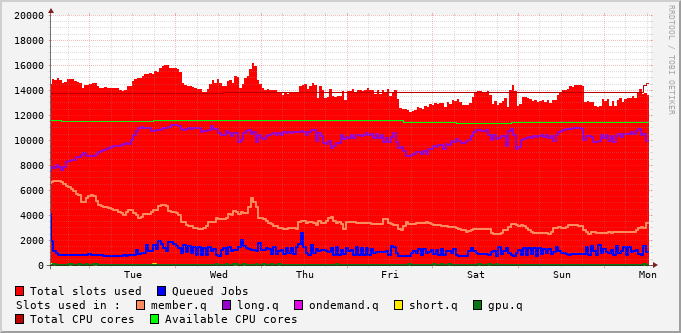 20000
18000
16000
14000
12000
10000
8000
6000
4000
2000
0
Tue Wed Thu Fri Sat Sun Mon
RRDTOOL / TOBI OETIKER
Total slots used Queued Jobs
Slots used in : member.q long.q ondemand.q short.q gpu.q
Total CPU cores Available CPU cores